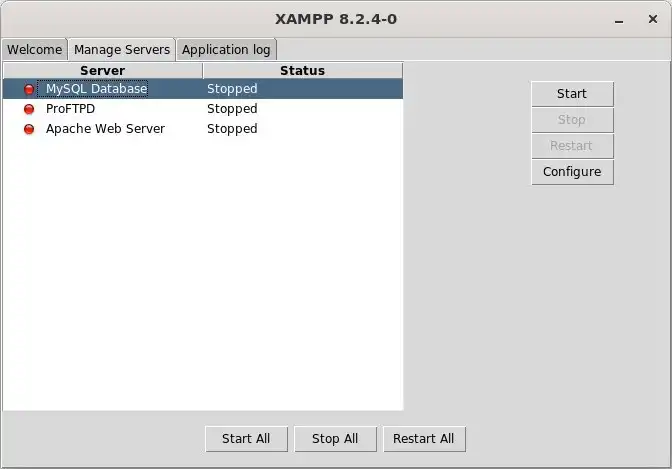 XAMPP 8.2.4-0
Welcome Manage Servers Application log
Server Status
MySQL Database Stopped
ProFTPD Stopped
Apache Web Server Stopped
Start
Stop
Restart
Configure
Start All Stop All Restart All